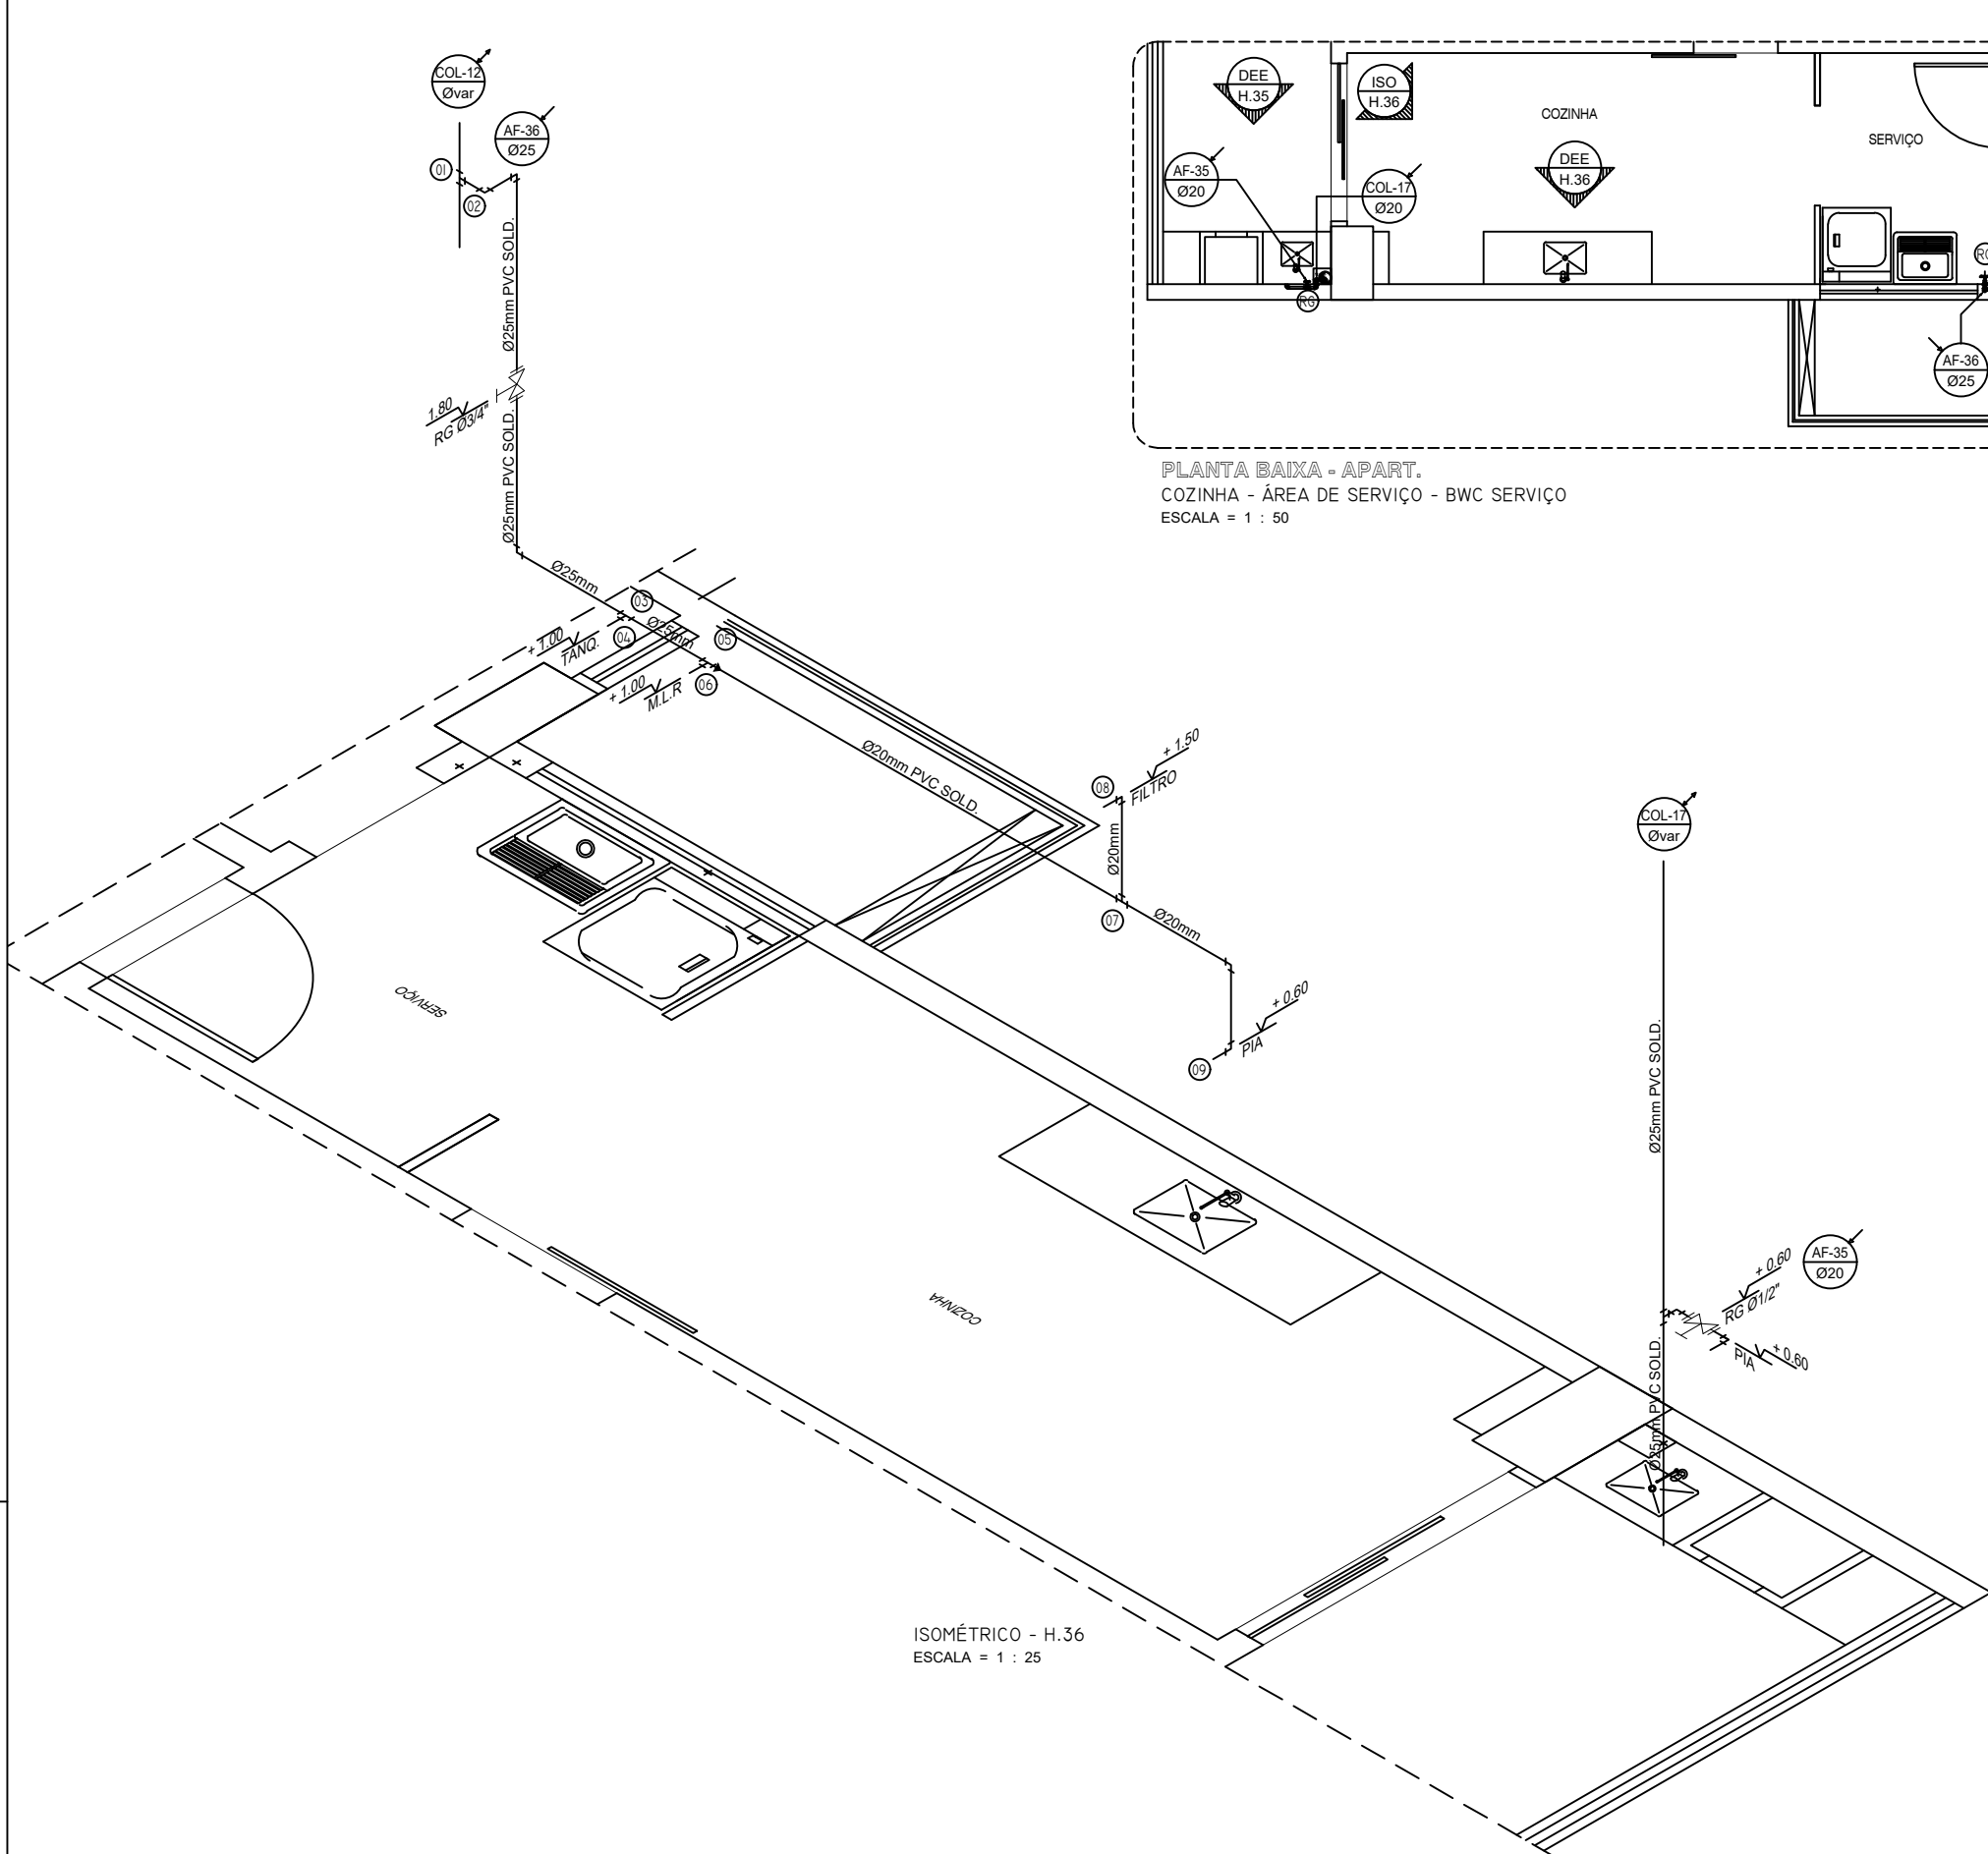 COL-12
Øvar
AF-36
Ø25
01
02
Ø25mm PVC SOLD.
1.80
RG Ø3/4"
Ø25mm PVC SOLD.
Ø25mm
03
+ 1.00
TANQ.
04
Ø25mm
05
+ 1.00
M.L.R
06
Ø20mm PVC SOLD.
08
+ 1.50
FILTRO
Ø20mm
07
Ø20mm
+ 0.60
PIA
09
SERVIÇO
COZINHA
COL-17
Øvar
Ø25mm PVC SOLD.
+ 0.60
RG Ø1/2"
AF-35
Ø20
PIA
+ 0.60
Ø25mm PVC SOLD.
ISOMÉTRICO - H.36
ESCALA = 1 : 25
DEE
H.35
ISO
H.36
COZINHA
SERVIÇO
AF-35
Ø20
COL-17
Ø20
DEE
H.36
RG
RG
AF-36
Ø25
PLANTA BAIXA - APART.
COZINHA - ÁREA DE SERVIÇO - BWC SERVIÇO
ESCALA = 1 : 50